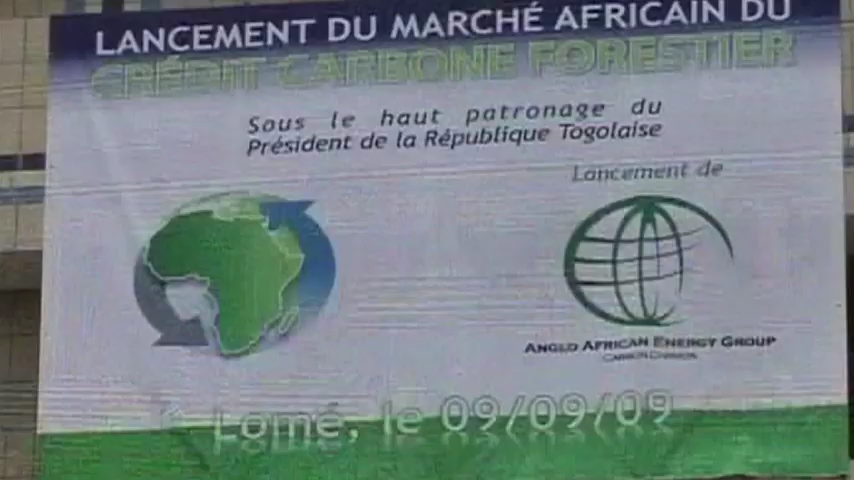 LANCEMENT DU MARCHÉ AFRICAIN DU
CRÉDIT CARBONE FORESTIER
Sous le haut patronage du
Président de la République Togolaise
Lancement de
ANGLO AFRICAN ENERGY GROUP
Lomé, le 09/09/09